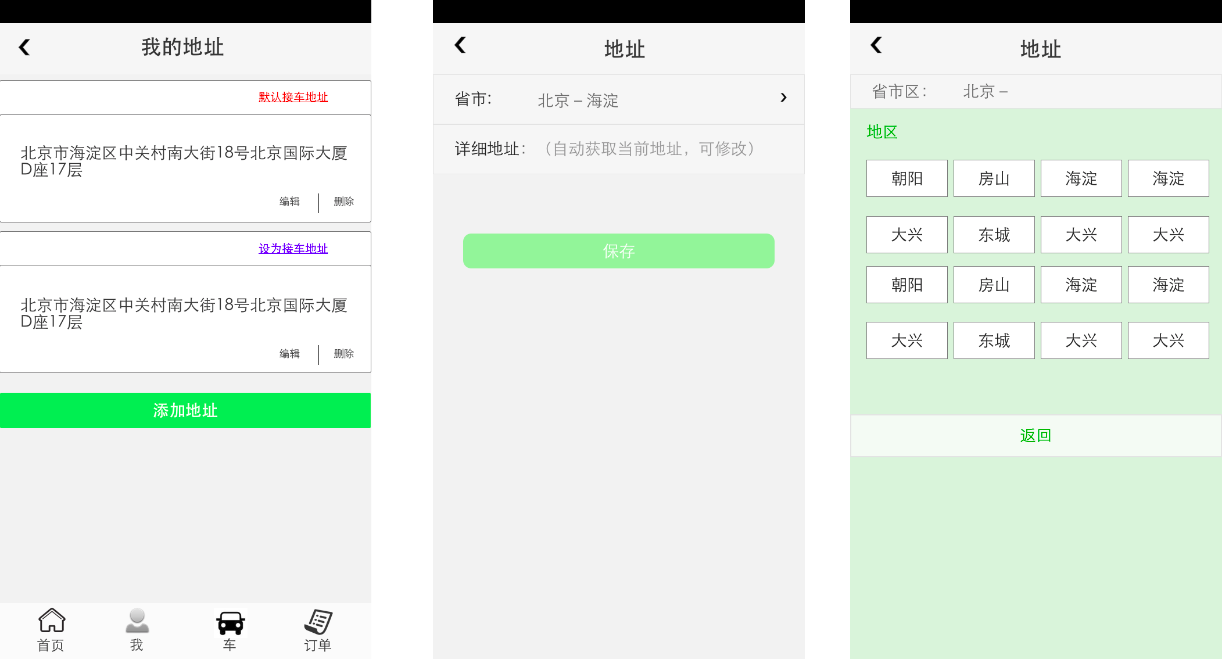 我的地址
默认接车地址
北京市海淀区中关村南大街18号北京国际大厦
D座17层
编辑 删除
设为接车地址
北京市海淀区中关村南大街18号北京国际大厦
D座17层
编辑 删除
添加地址
首页 我 车 订单
地址
省市: 北京 – 海淀
详细地址: （自动获取当前地址，可修改）
保存
地址
省市区: 北京 –
地区
朝阳 房山 海淀 海淀
大兴 东城 大兴 大兴
朝阳 房山 海淀 海淀
大兴 东城 大兴 大兴
返回